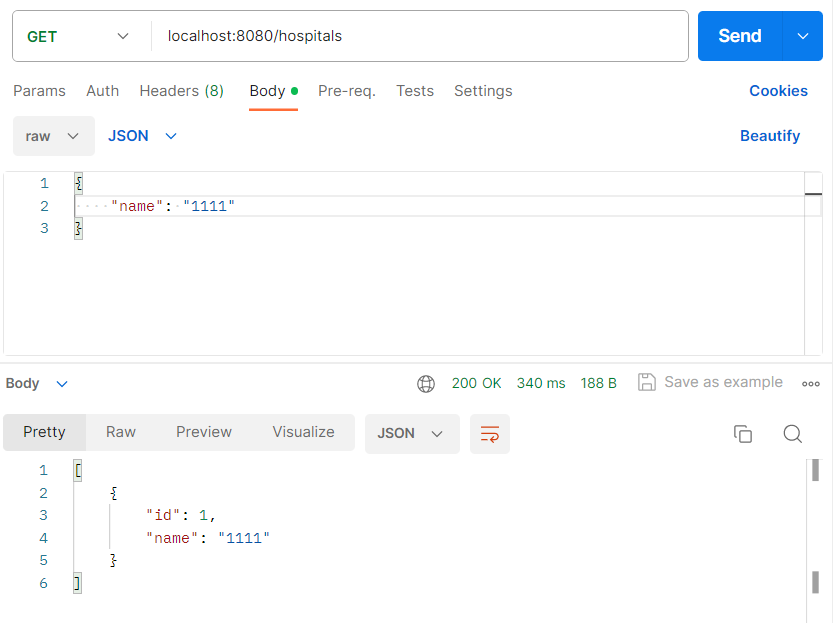 GET localhost:8080/hospitals Send
Params Auth Headers (8) Body Pre-req. Tests Settings Cookies
raw JSON Beautify
1 {
2 "name": "1111"
3 }
Body 200 OK 340 ms 188 B Save as example
Pretty Raw Preview Visualize JSON
1 [
2 {
3 "id": 1,
4 "name": "1111"
5 }
6 ]